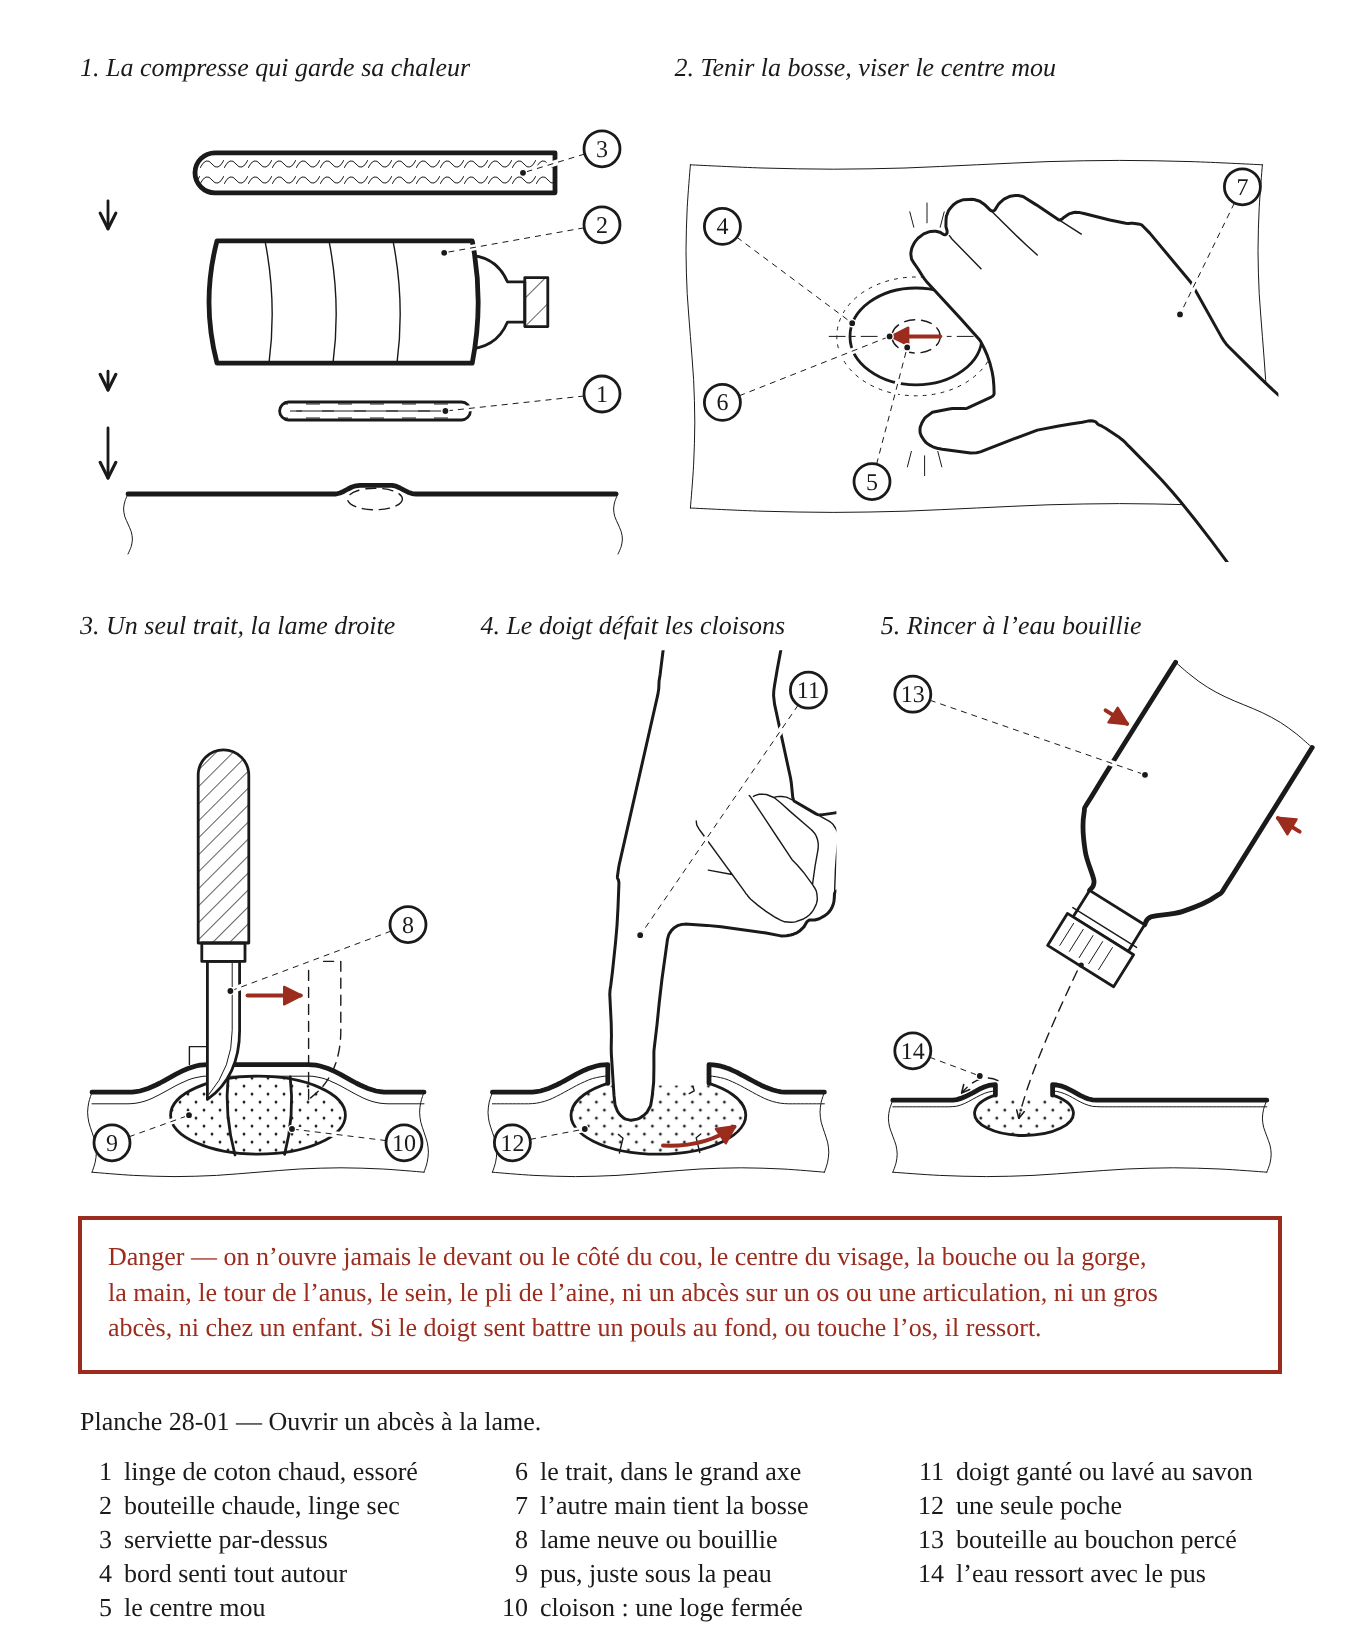 1. La compresse qui garde sa chaleur
2. Tenir la bosse, viser le centre mou
3
2
1
7
4
6
5
3. Un seul trait, la lame droite
4. Le doigt défait les cloisons
5. Rincer à l’eau bouillie
11
13
8
14
9
10
12
Danger — on n’ouvre jamais le devant ou le côté du cou, le centre du visage, la bouche ou la gorge,
la main, le tour de l’anus, le sein, le pli de l’aine, ni un abcès sur un os ou une articulation, ni un gros
abcès, ni chez un enfant. Si le doigt sent battre un pouls au fond, ou touche l’os, il ressort.
Planche 28-01 — Ouvrir un abcès à la lame.
1 linge de coton chaud, essoré
2 bouteille chaude, linge sec
3 serviette par-dessus
4 bord senti tout autour
5 le centre mou
6 le trait, dans le grand axe
7 l’autre main tient la bosse
8 lame neuve ou bouillie
9 pus, juste sous la peau
10 cloison : une loge fermée
11 doigt ganté ou lavé au savon
12 une seule poche
13 bouteille au bouchon percé
14 l’eau ressort avec le pus